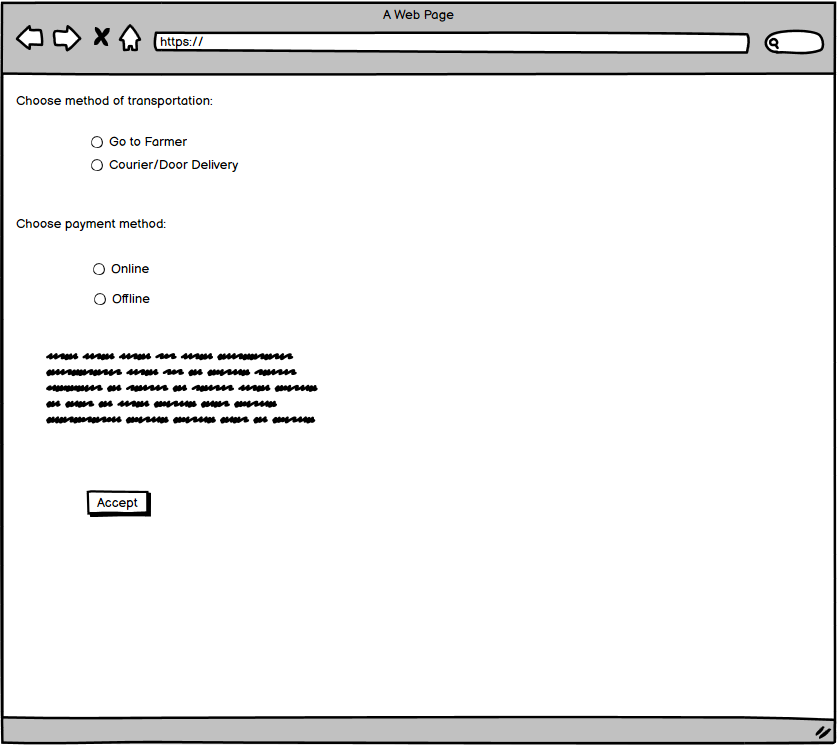 A Web Page
https://
Choose method of transportation:
Go to Farmer
Courier/Door Delivery
Choose payment method:
Online
Offline
Accept